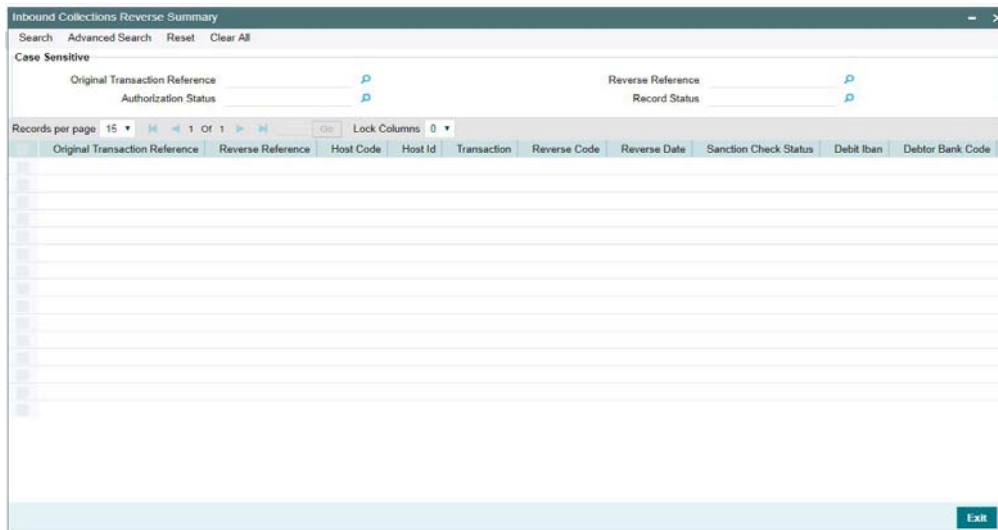 Inbound Collections Reverse Summary
Search Advanced Search Reset Clear All
Case Sensitive
Original Transaction Reference Reverse Reference
Authorization Status Record Status
Records per page 15 1 Of 1 Go Lock Columns 0
Original Transaction Reference Reverse Reference Host Code Host Id Transaction Reverse Code Reverse Date Sanction Check Status Debit Iban Debtor Bank Code
Exit